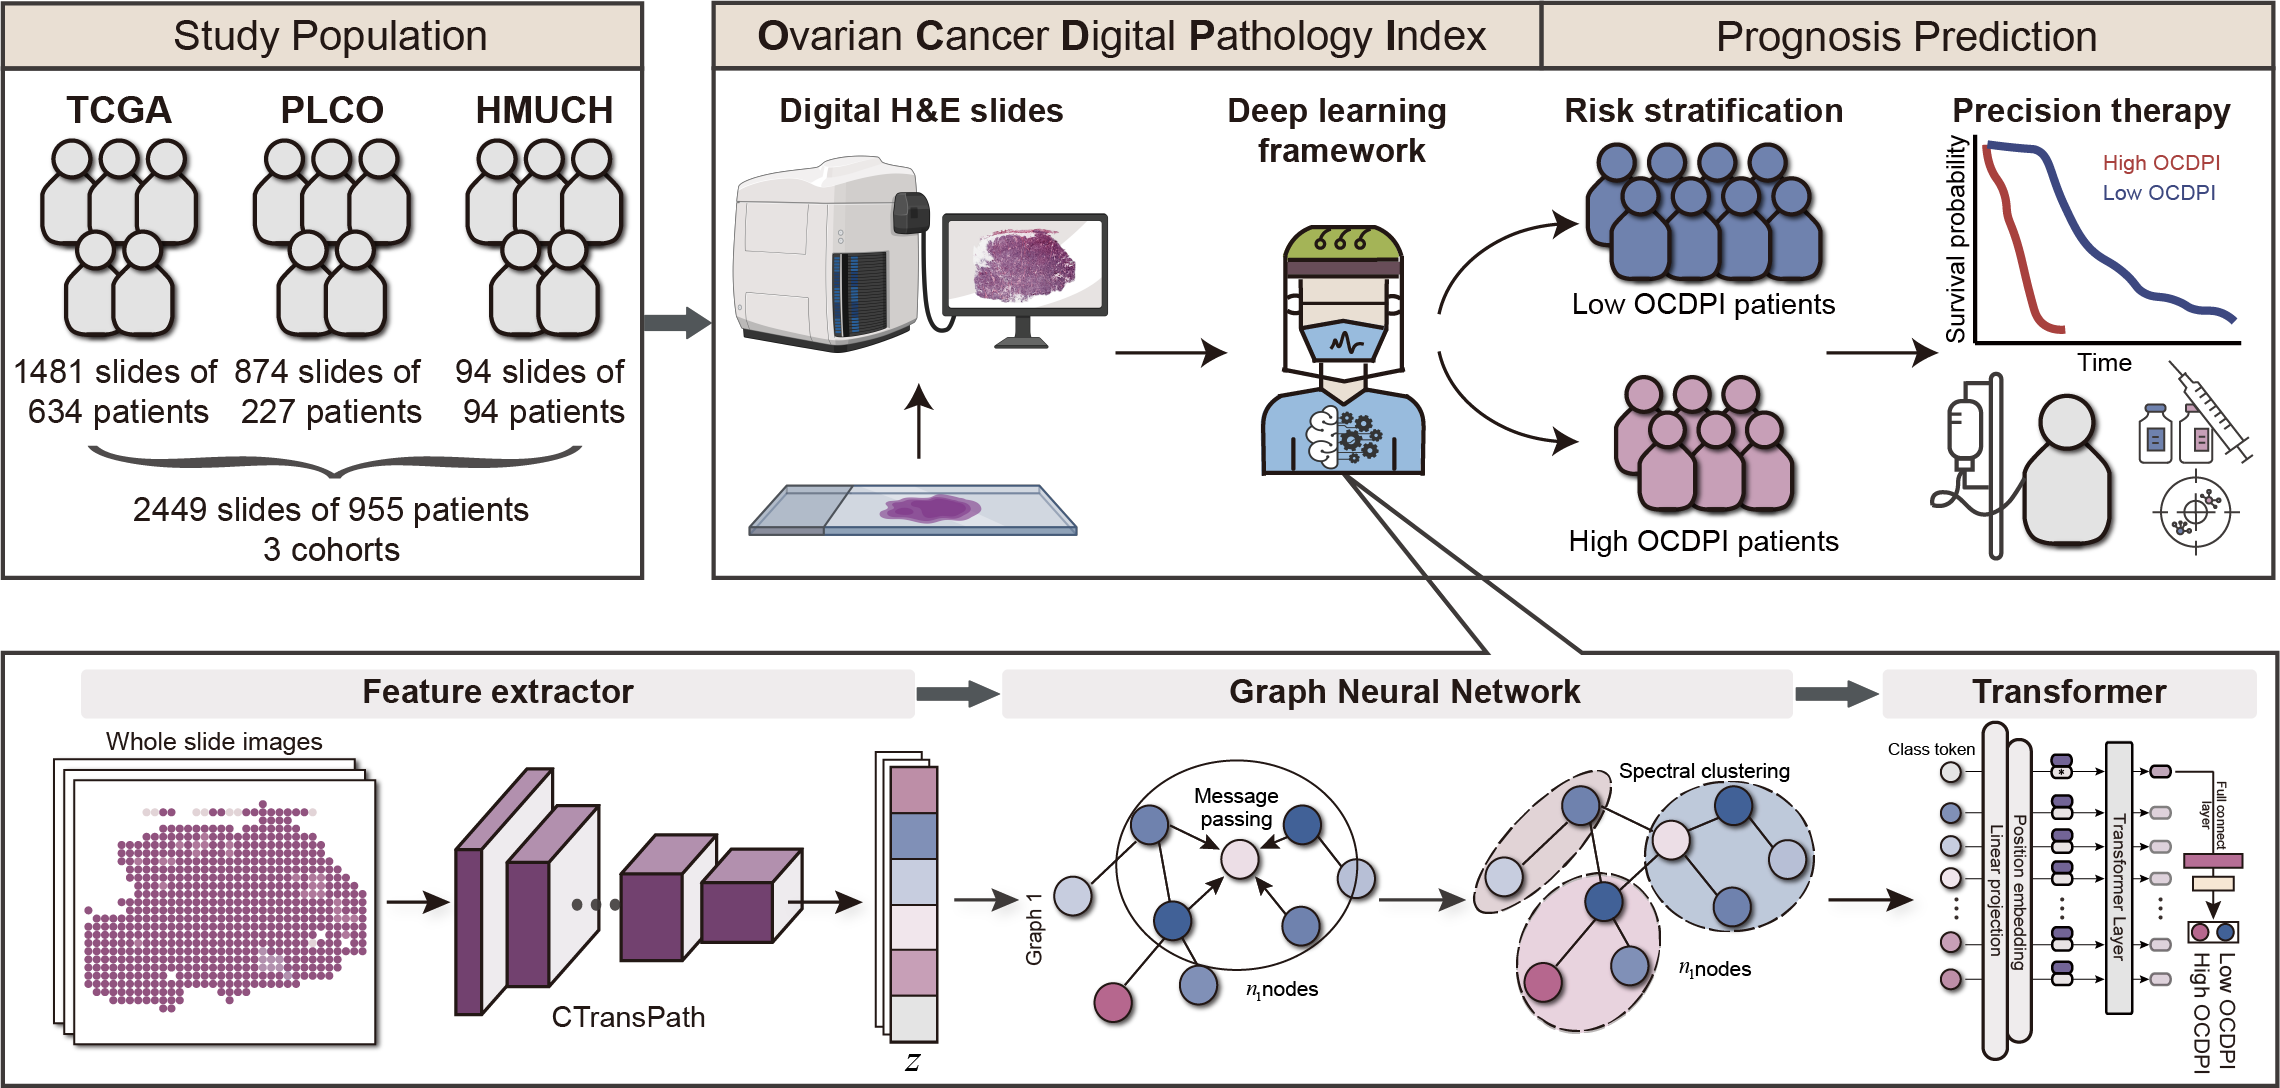 Study Population
TCGA
PLCO
HMUCH
1481 slides of
634 patients
874 slides of
227 patients
94 slides of
94 patients
2449 slides of 955 patients
3 cohorts
Ovarian Cancer Digital Pathology Index
Digital H&E slides
Deep learning
framework
Prognosis Prediction
Risk stratification
Low OCDPI patients
High OCDPI patients
Precision therapy
Survival probability
High OCDPI
Low OCDPI
Time
Feature extractor
Whole slide images
CTransPath
z
Graph Neural Network
Graph 1
Message
passing
n1nodes
Spectral clustering
n1nodes
Transformer
Class token
Linear projection
Position embedding
*
Transformer Layer
Full connect
layer
High OCDPI
Low OCDPI